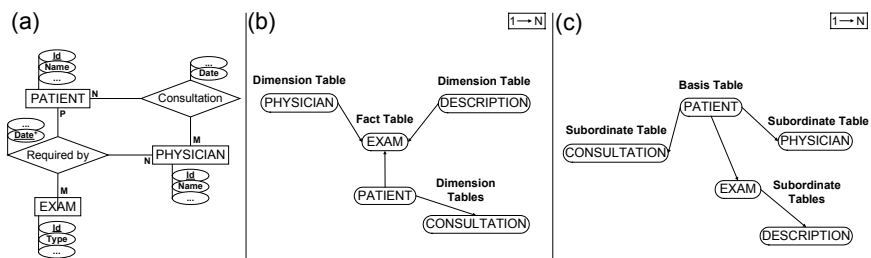 (a)
...
Id
Date
Name
...
PATIENT
N
Consultation
P
...
Date*
M
Required by
N
PHYSICIAN
M
Id
Name
...
EXAM
Id
Type
...
(b)
1→N
Dimension Table
Dimension Table
PHYSICIAN
DESCRIPTION
Fact Table
EXAM
PATIENT
Dimension
Tables
CONSULTATION
(c)
1→N
Basis Table
PATIENT
Subordinate Table
Subordinate Table
PHYSICIAN
CONSULTATION
EXAM
Subordinate
Tables
DESCRIPTION